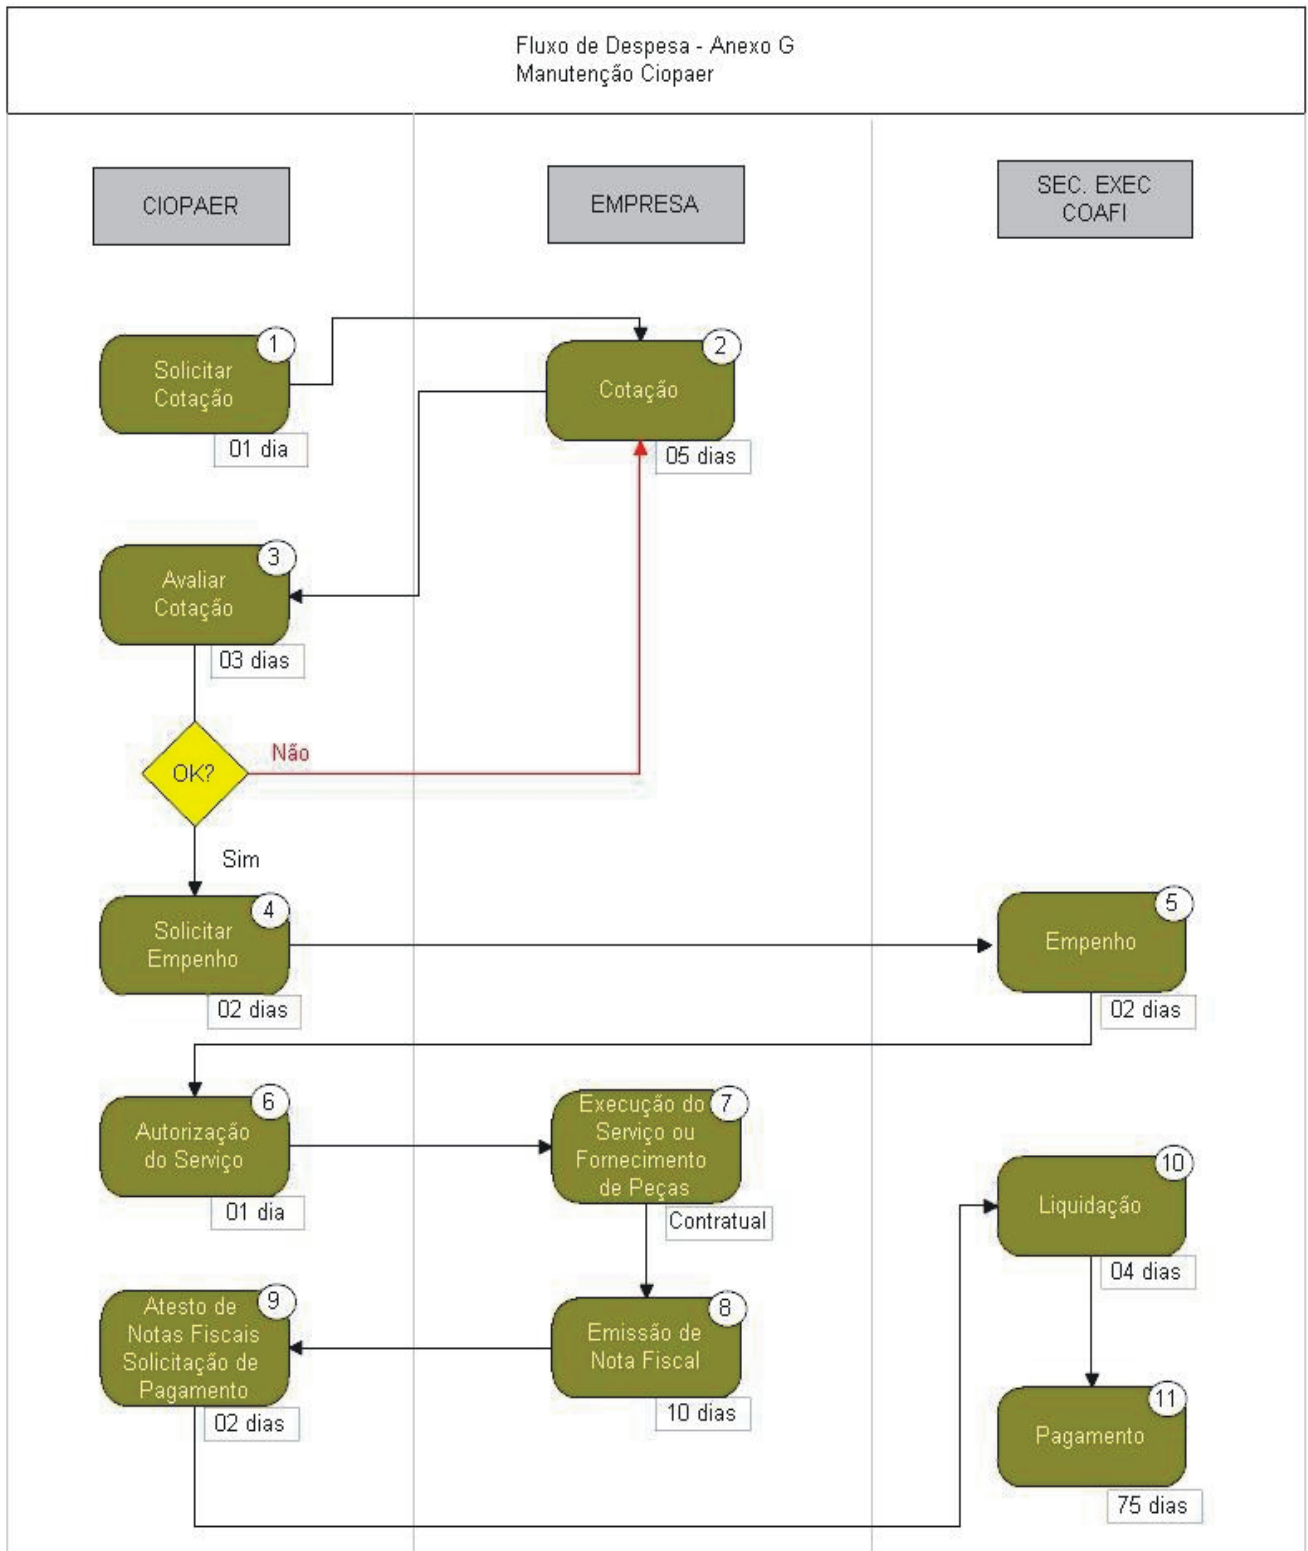 Fluxo de Despesa - Anexo G
Manutenção Ciopaer
CIOPAER
EMPRESA
SEC. EXEC
COAFI
1
Solicitar
Cotação
01 dia
2
Cotação
05 dias
3
Avaliar
Cotação
03 dias
OK?
Não
Sim
4
Solicitar
Empenho
02 dias
5
Empenho
02 dias
6
Autorização
do Serviço
01 dia
7
Execução do
Serviço ou
Fornecimento
de Peças
Contratual
8
Emissão de
Nota Fiscal
10 dias
9
Atesto de
Notas Fiscais
Solicitação de
Pagamento
02 dias
10
Liquidação
04 dias
11
Pagamento
75 dias